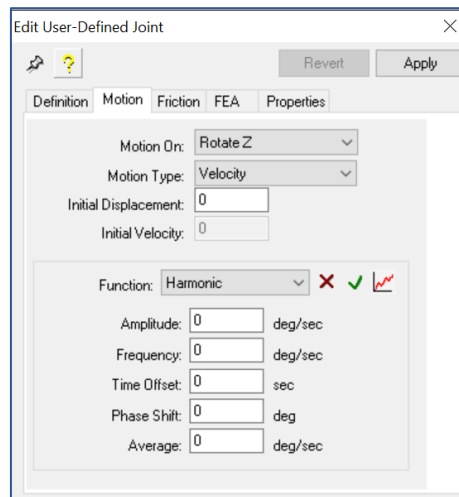 Edit User-Defined Joint
?
Revert Apply
Definition Motion Friction FEA Properties
Motion On: Rotate Z
Motion Type: Velocity
Initial Displacement: 0
Initial Velocity: 0
Function: Harmonic
Amplitude: 0 deg/sec
Frequency: 0 deg/sec
Time Offset: 0 sec
Phase Shift: 0 deg
Average: 0 deg/sec